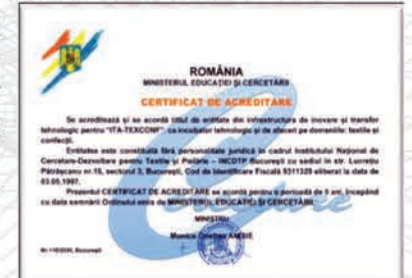 ROMÂNIA
MINISTERUL EDUCAȚIEI ȘI CERCETĂRII
CERTIFICAT DE ACREDITARE
Se acreditează și se acordă titlul de entitate din infrastructura de inovare și transfer
tehnologic pentru "ITA-TEXCONF" ca incubator tehnologic și de afaceri pe domeniile: textile și
confecții.
Entitatea este constituită fără personalitate juridică în cadrul Institutului Național de
Cercetare-Dezvoltare pentru Textile și Pielărie – INCDTP București cu sediul în str. Lucrețiu
Pătrășcanu nr.16, sectorul 3, București, Cod de Identificare Fiscală 9311329 eliberat la data de
03.05.1997.
Prezentul CERTIFICAT DE ACREDITARE se acordă pentru o perioadă de 5 ani, începând
cu data semnării Ordinului emis de MINISTERUL EDUCAȚIEI ȘI CERCETĂRII.
MINISTRU
Monica Cristina ANISIE
București